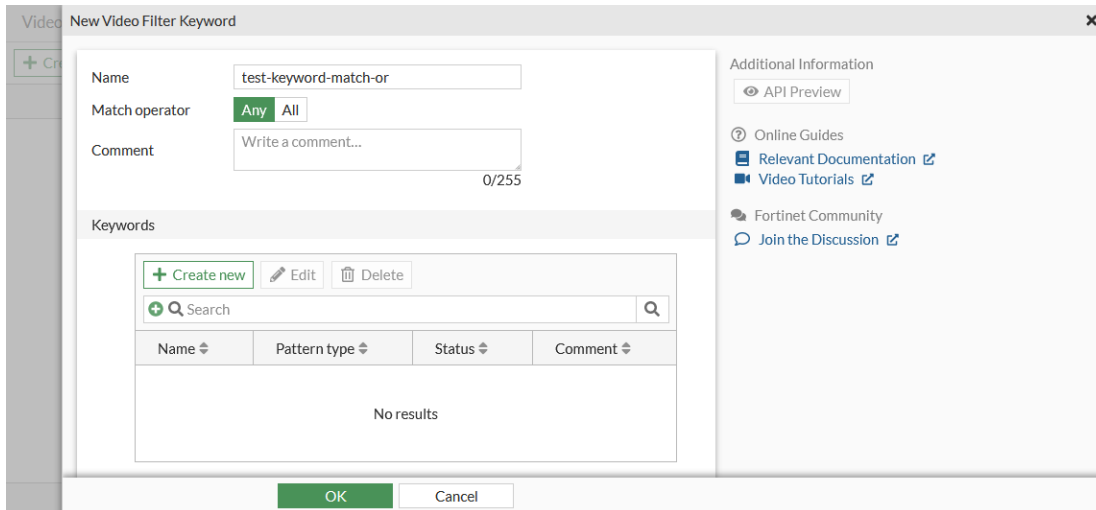 Video
New Video Filter Keyword
Name
test-keyword-match-or
Match operator
Any
All
Comment
Write a comment...
0/255
Keywords
Create new
Edit
Delete
Search
Name
Pattern type
Status
Comment
No results
OK
Cancel
Additional Information
API Preview
Online Guides
Relevant Documentation
Video Tutorials
Fortinet Community
Join the Discussion